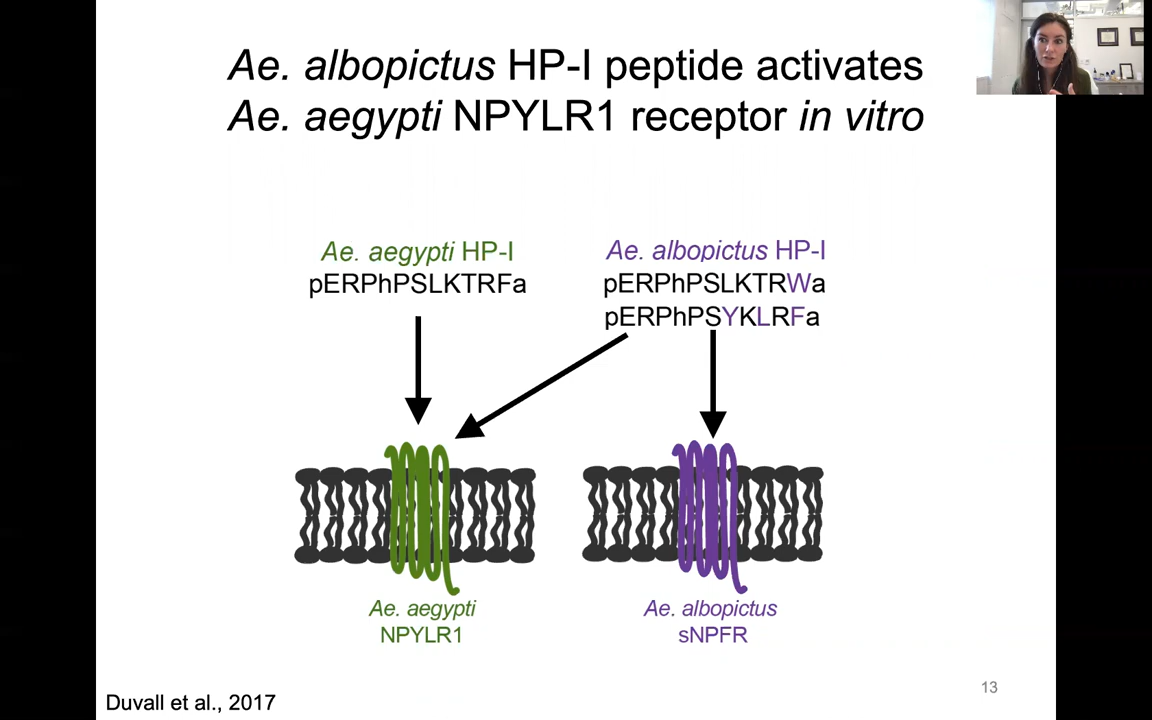 Ae. albopictus HP-I peptide activates
Ae. aegypti NPYLR1 receptor in vitro
Ae. aegypti HP-I
pERPhPSLKTRFa
Ae. albopictus HP-I
pERPhPSLKTRWa
pERPhPSYKLRFa
Ae. aegypti
NPYLR1
Ae. albopictus
sNPFR
Duvall et al., 2017
13